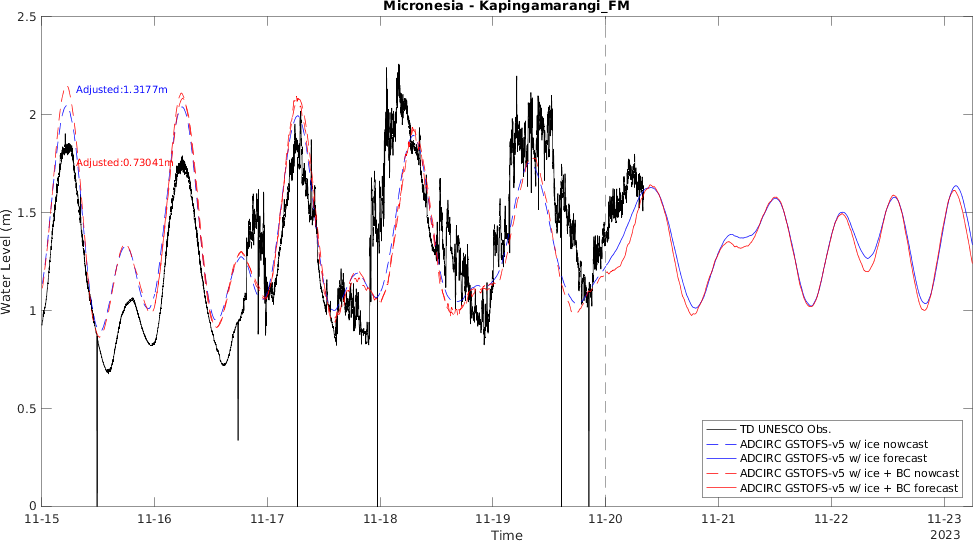 Micronesia - Kapingamarangi_FM
Water Level (m)
2.5
2
1.5
1
0.5
0
Adjusted:1.3177m
Adjusted:0.73041m
TD UNESCO Obs.
ADCIRC GSTOFS-v5 w/ ice nowcast
ADCIRC GSTOFS-v5 w/ ice forecast
ADCIRC GSTOFS-v5 w/ ice + BC nowcast
ADCIRC GSTOFS-v5 w/ ice + BC forecast
11-15 11-16 11-17 11-18 11-19 11-20 11-21 11-22 11-23
Time
2023